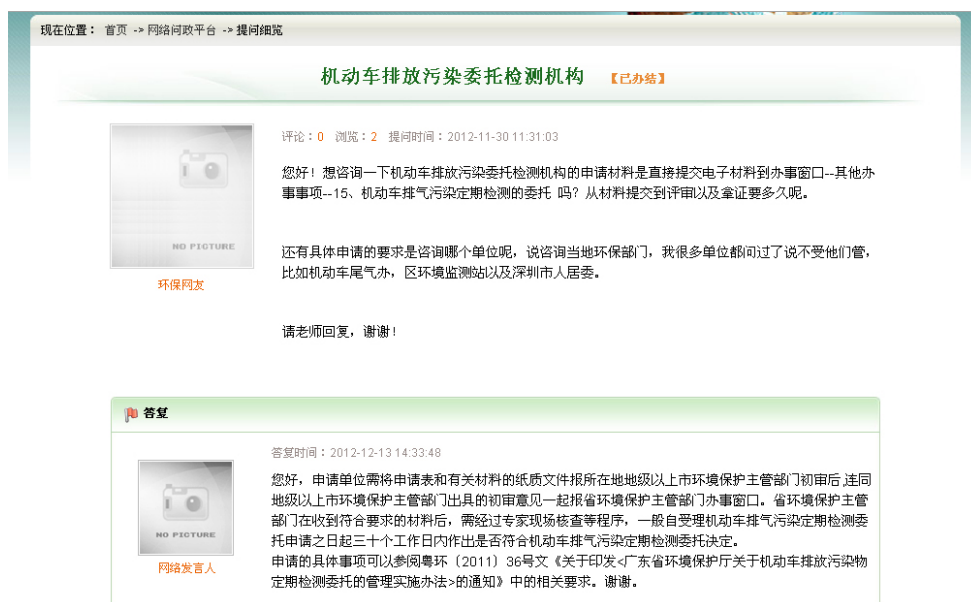 现在位置： 首页 -> 网络问政平台 -> 提问细览
机动车排放污染委托检测机构 【已办结】
评论：0 浏览：2 提问时间：2012-11-30 11:31:03
您好！想咨询一下机动车排放污染委托检测机构的申请材料是直接提交电子材料到办事窗口--其他办
事事项--15、机动车排气污染定期检测的委托 吗？从材料提交到评审以及拿证要多久呢。
NO PICTURE
还有具体申请的要求是咨询哪个单位呢，说咨询当地环保部门，我很多单位都问过了说不受他们管，
比如机动车尾气办，区环境监测站以及深圳市人居委。
环保网友
请老师回复，谢谢！
答复
答复时间：2012-12-13 14:33:48
您好，申请单位需将申请表和有关材料的纸质文件报所在地地级以上市环境保护主管部门初审后,连同
地级以上市环境保护主管部门出具的初审意见一起报省环境保护主管部门办事窗口。省环境保护主管
部门在收到符合要求的材料后，需经过专家现场核查等程序，一般自受理机动车排气污染定期检测委
托申请之日起三十个工作日内作出是否符合机动车排气污染定期检测委托决定。
NO PICTURE
申请的具体事项可以参阅粤环〔2011〕36号文《关于印发<广东省环境保护厅关于机动车排放污染物
定期检测委托的管理实施办法>的通知》中的相关要求。谢谢。
网络发言人